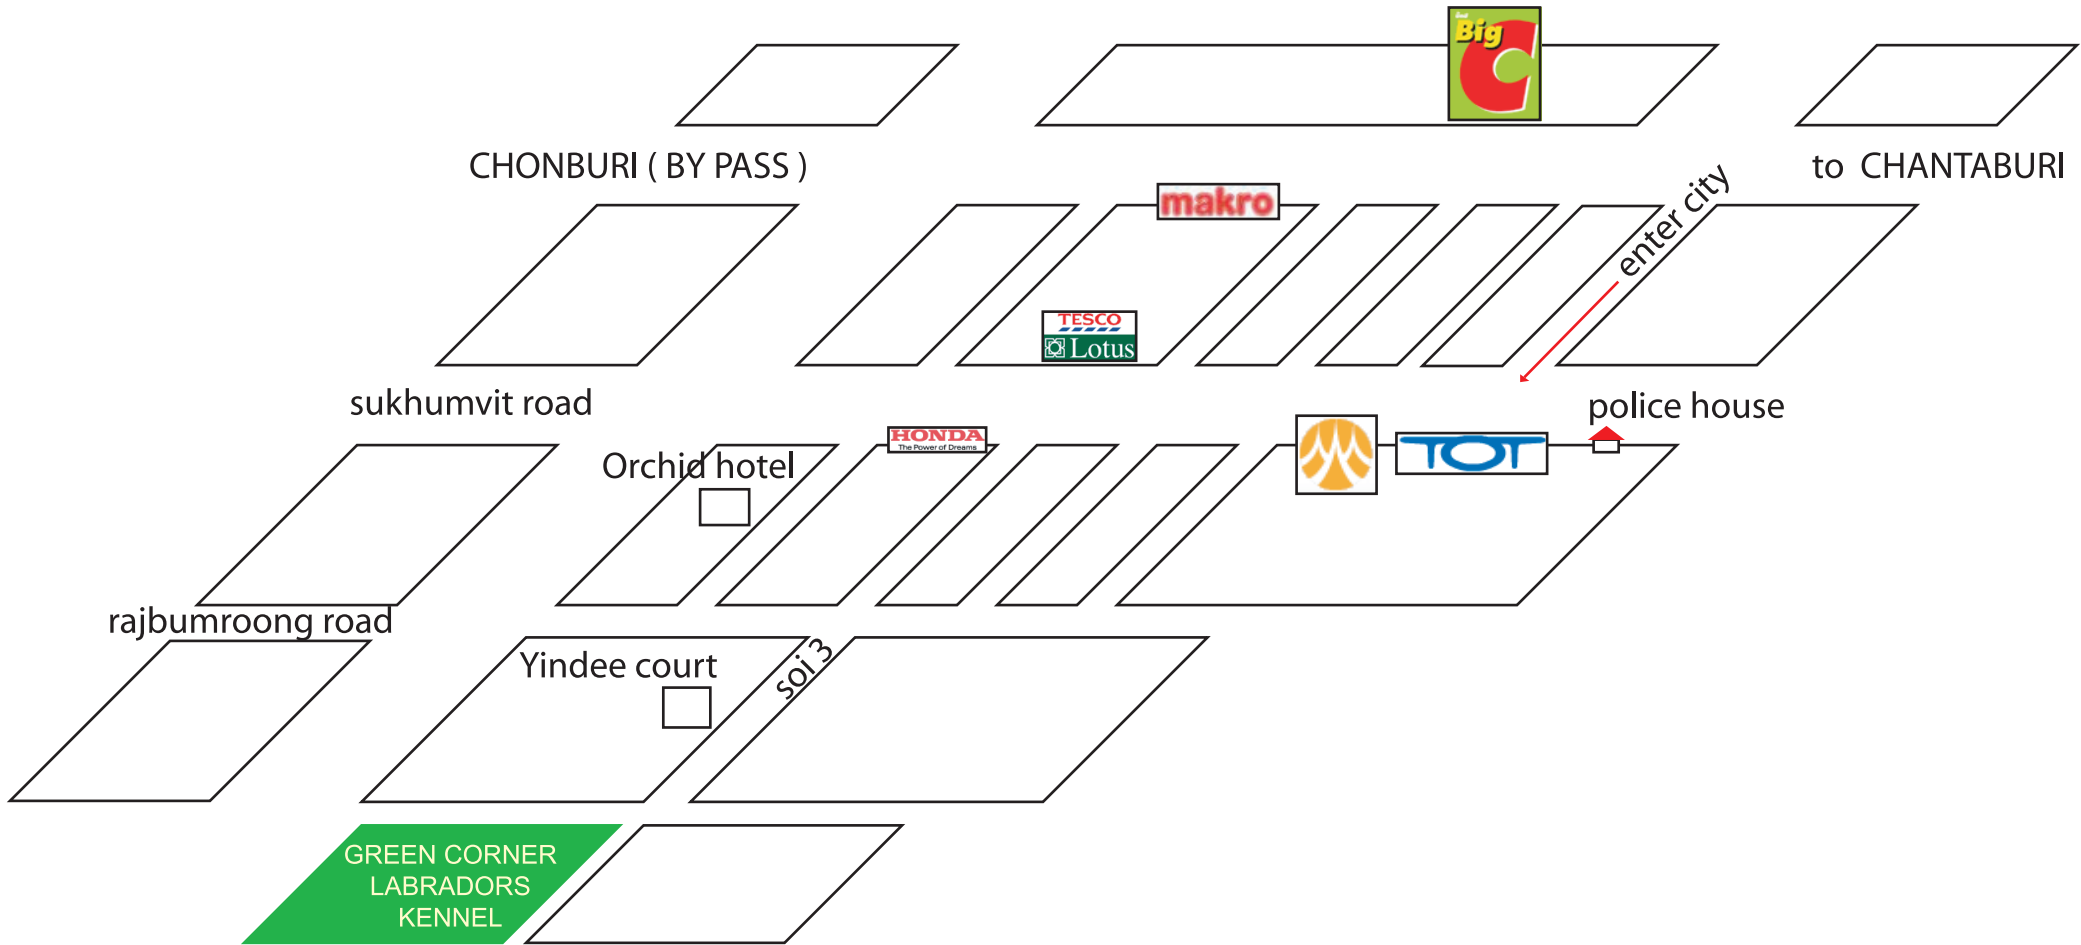 Big
C
CHONBURI ( BY PASS )
to CHANTABURI
makro
enter city
TESCO
Lotus
sukhumvit road
police house
HONDA
The Power of Dreams
TOT
Orchid hotel
rajbumroong road
Yindee court
soi 3
GREEN CORNER
LABRADORS
KENNEL